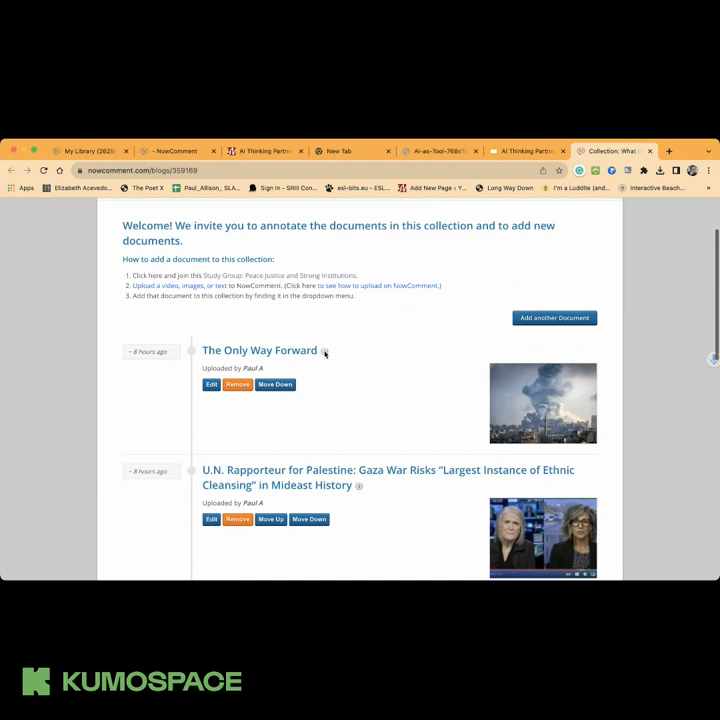 My Library (2629)
- NowComment
AI Thinking Partne
New Tab
AI-as-Tool-768x
AI Thinking Partne
Collection: What
nowcomment.com/blogs/359169
Apps
Elizabeth Acevedo...
The Poet X
Paul_Allison_ SLA...
Sign In - SRIII Con...
esl-bits.eu - ESL...
Add New Page ‹ Y...
Long Way Down
I'm a Luddite (and...
Interactive Beach...
Welcome! We invite you to annotate the documents in this collection and to add new
documents.
How to add a document to this collection:
1. Click here and join this Study Group: Peace Justice and Strong Institutions.
2. Upload a video, images, or text to NowComment. (Click here to see how to upload on NowComment.)
3. Add that document to this collection by finding it in the dropdown menu.
Add another Document
~ 8 hours ago
The Only Way Forward
Uploaded by Paul A
Edit Remove Move Down
~ 8 hours ago
U.N. Rapporteur for Palestine: Gaza War Risks “Largest Instance of Ethnic
Cleansing” in Mideast History
Uploaded by Paul A
Edit Remove Move Up Move Down
KUMOSPACE